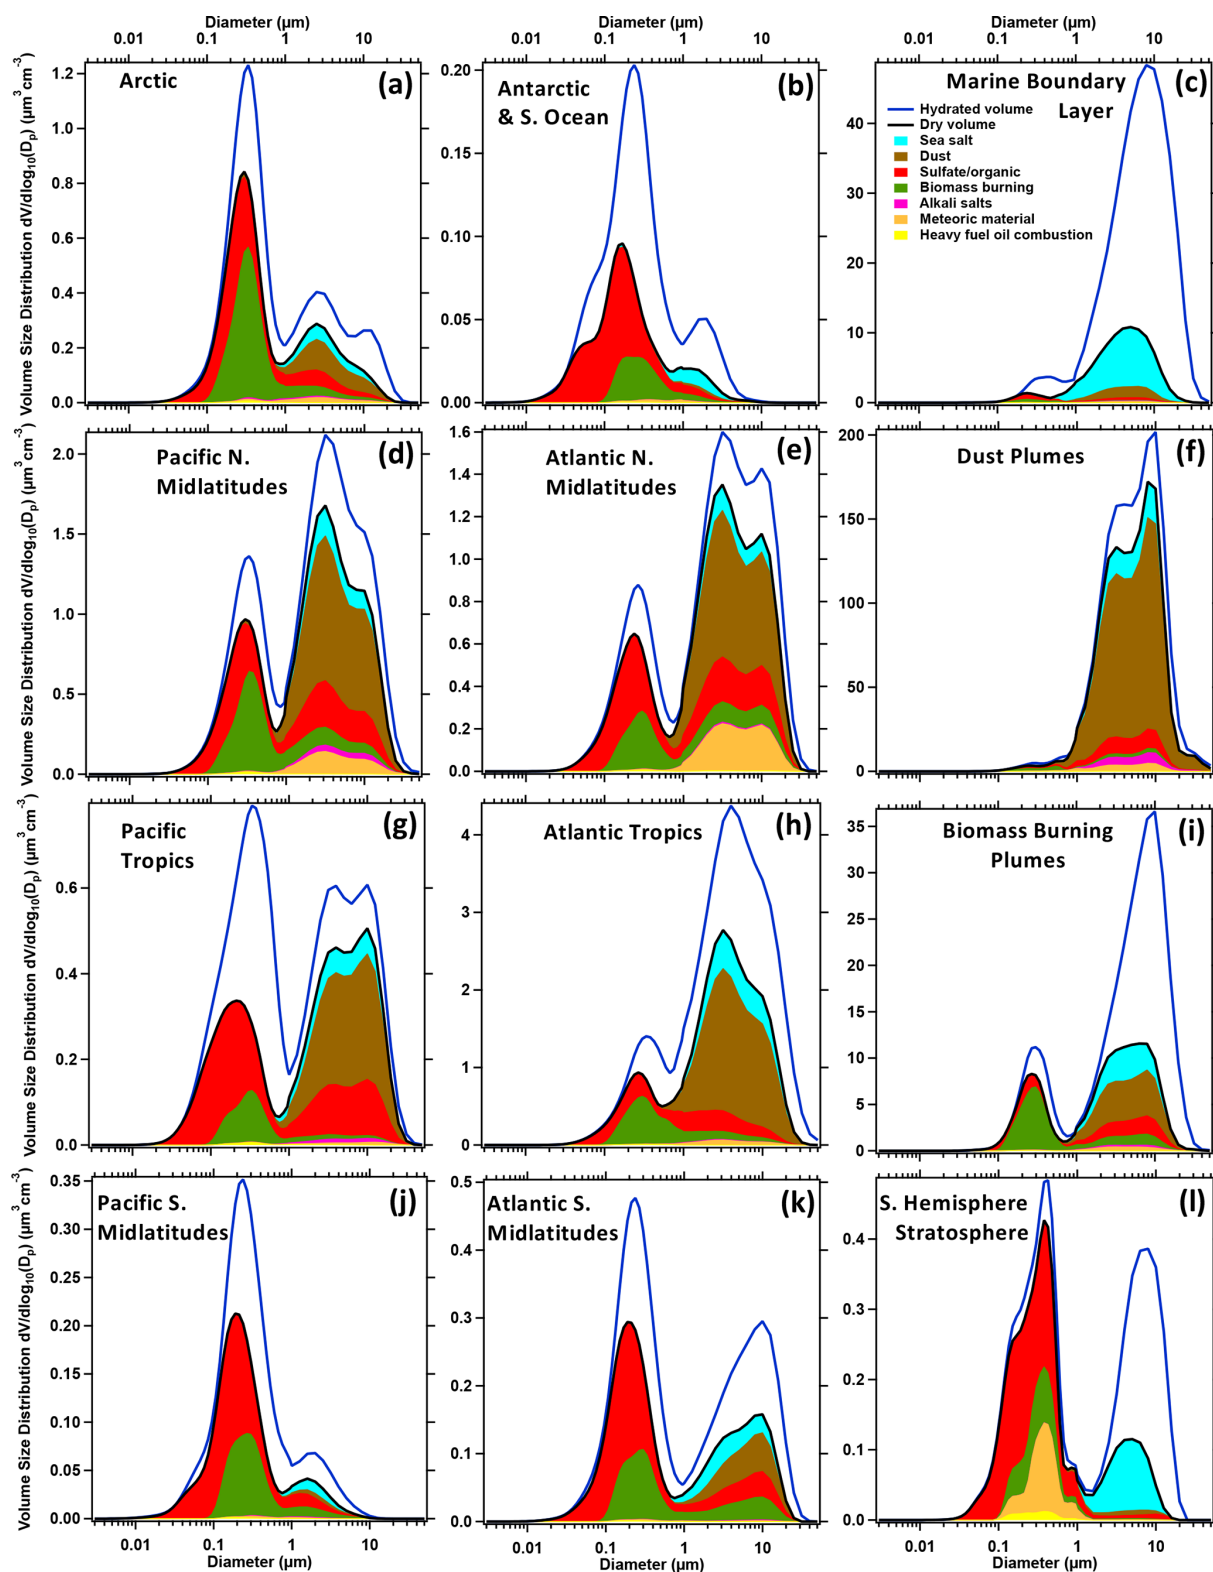 Diameter (µm) Diameter (µm) Diameter (µm)
0.01 0.1 1 10 0.01 0.1 1 10 0.01 0.1 1 10
Volume Size Distribution dV/dlog10(Dp) (µm3 cm-3)
1.2
1.0
0.8
0.6
0.4
0.2
0.0
Arctic
(a)
0.20
0.15
0.10
0.05
0.00
Antarctic
& S. Ocean
(b)
40
30
20
10
0
Marine Boundary
Layer
(c)
Hydrated volume
Dry volume
Sea salt
Dust
Sulfate/organic
Biomass burning
Alkali salts
Meteoric material
Heavy fuel oil combustion
Volume Size Distribution dV/dlog10(Dp) (µm3 cm-3)
2.0
1.5
1.0
0.5
0.0
Pacific N.
Midlatitudes
(d)
1.6
1.4
1.2
1.0
0.8
0.6
0.4
0.2
0.0
Atlantic N.
Midlatitudes
(e)
200
150
100
50
0
Dust Plumes
(f)
Volume Size Distribution dV/dlog10(Dp) (µm3 cm-3)
0.6
0.4
0.2
0.0
Pacific
Tropics
(g)
4
3
2
1
0
Atlantic Tropics
(h)
35
30
25
20
15
10
5
0
Biomass Burning
Plumes
(i)
Volume Size Distribution dV/dlog10(Dp) (µm3 cm-3)
0.35
0.30
0.25
0.20
0.15
0.10
0.05
0.00
Pacific S.
Midlatitudes
(j)
0.5
0.4
0.3
0.2
0.1
0.0
Atlantic S.
Midlatitudes
(k)
0.4
0.3
0.2
0.1
0.0
S. Hemisphere
Stratosphere
(l)
0.01 0.1 1 10 0.01 0.1 1 10 0.01 0.1 1 10
Diameter (µm) Diameter (µm) Diameter (µm)